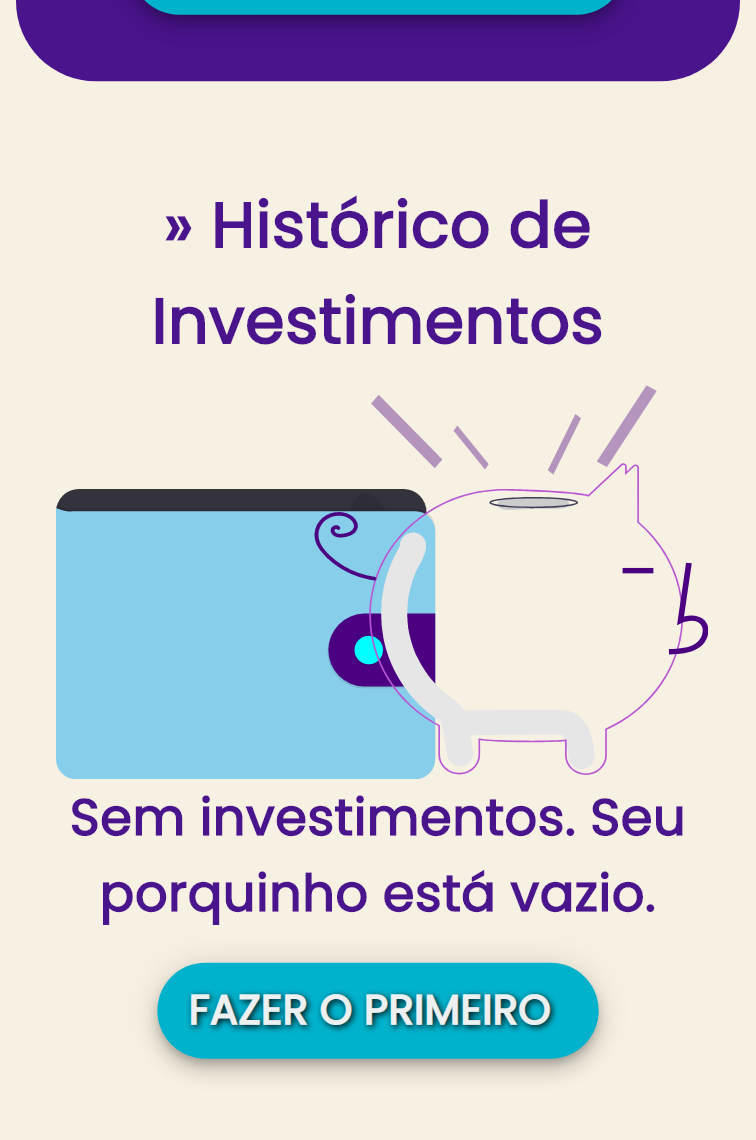 » Histórico de
Investimentos
Sem investimentos. Seu
porquinho está vazio.
FAZER O PRIMEIRO